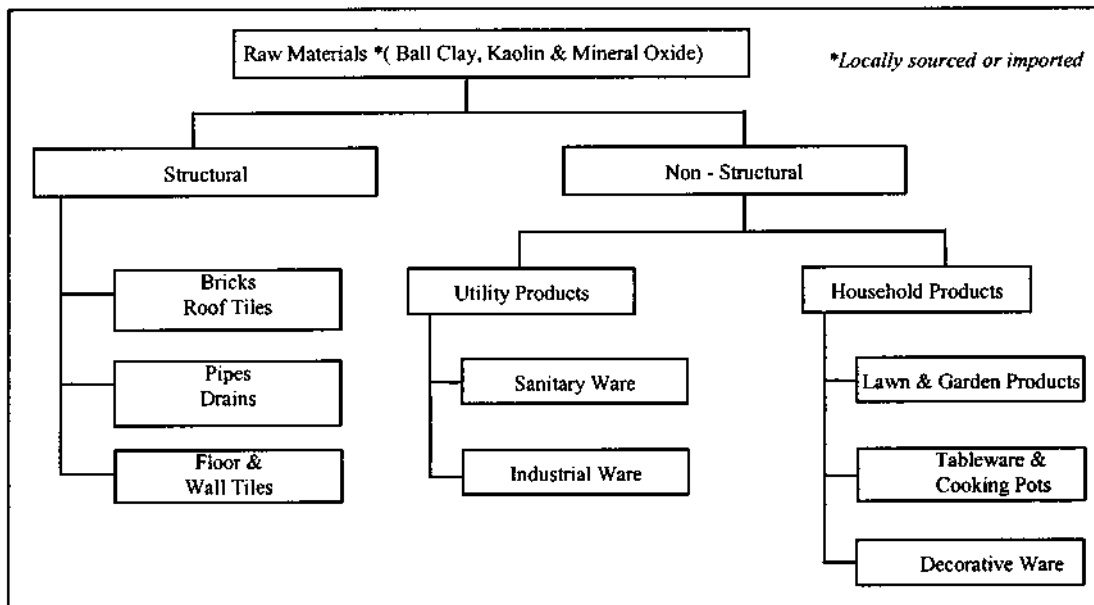 Raw Materials *( Ball Clay, Kaolin & Mineral Oxide)
*Locally sourced or imported
Structural
Non - Structural
Bricks
Roof Tiles
Pipes
Drains
Floor &
Wall Tiles
Utility Products
Sanitary Ware
Industrial Ware
Household Products
Lawn & Garden Products
Tableware &
Cooking Pots
Decorative Ware